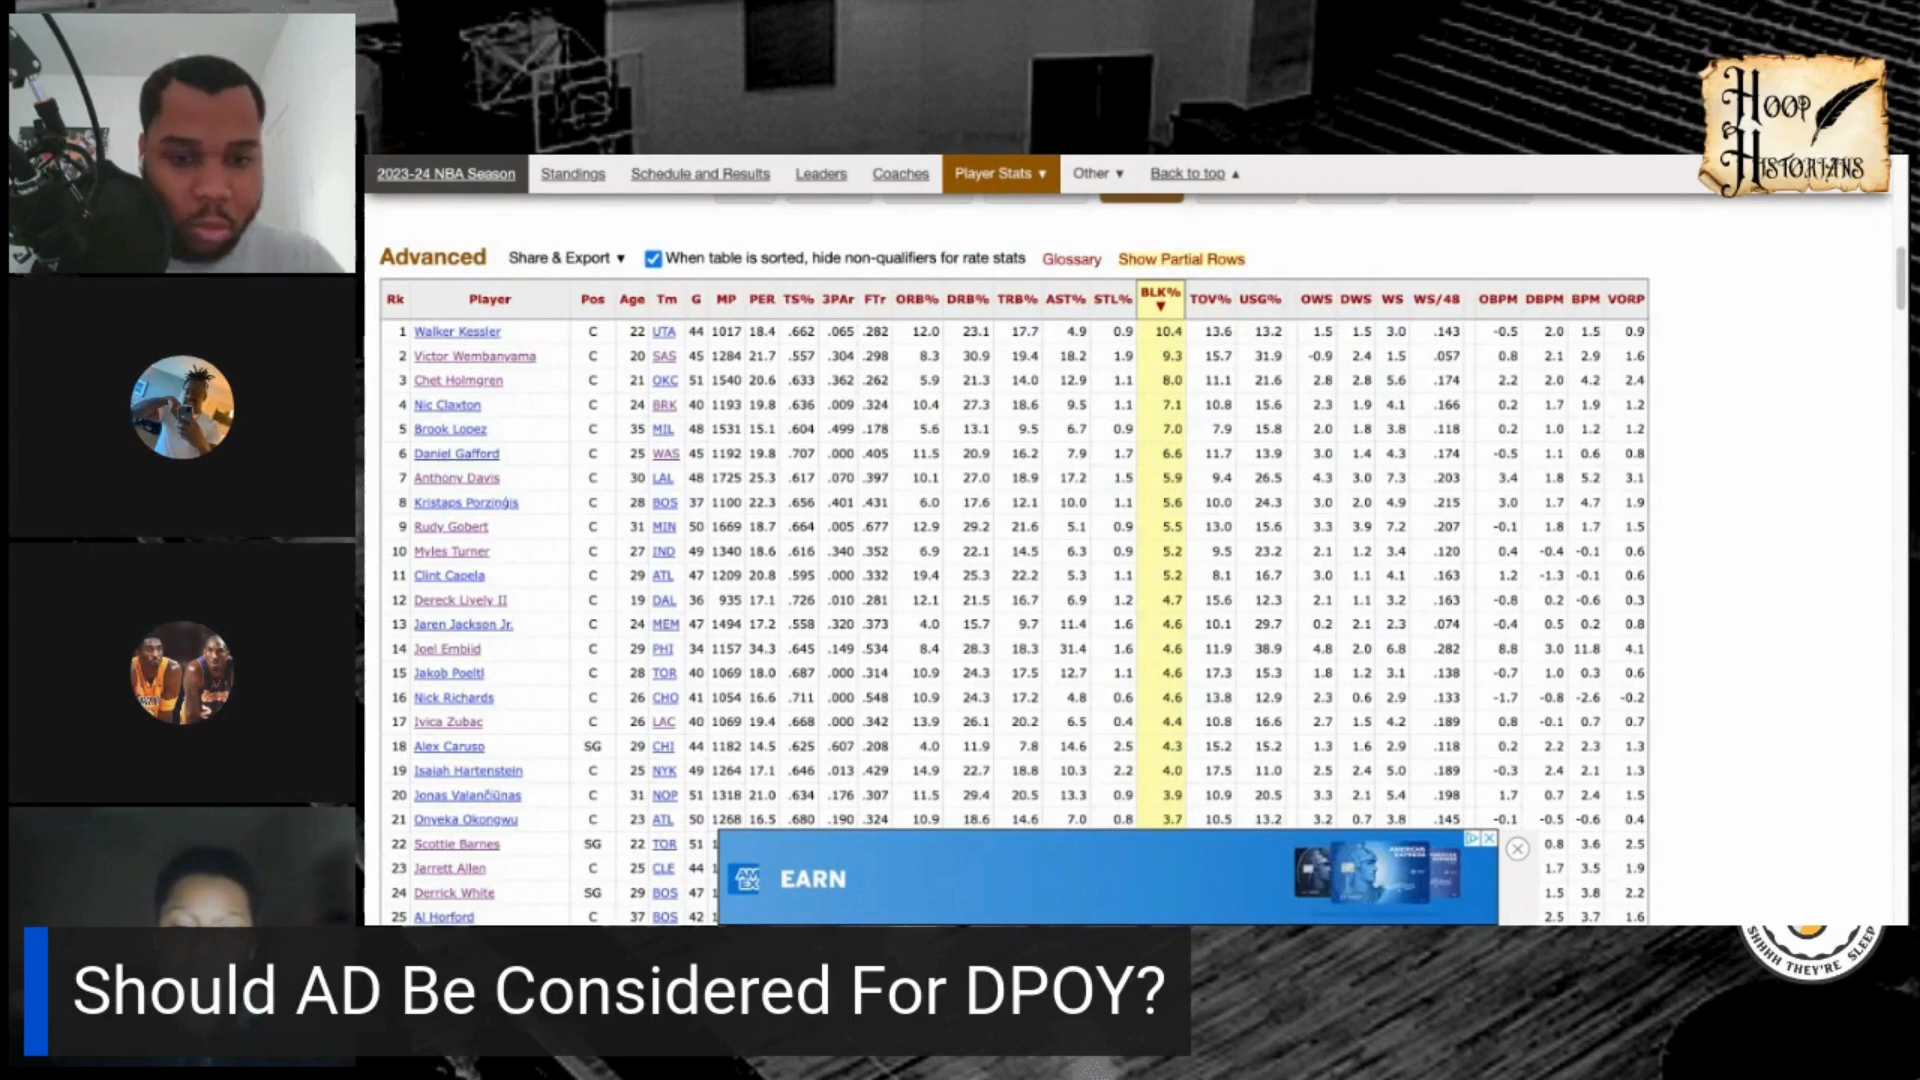 HOOP HISTORIANS
2023-24 NBA Season Standings Schedule and Results Leaders Coaches Player Stats ▼ Other ▼ Back to top ▲
Advanced Share & Export ▼ When table is sorted, hide non-qualifiers for rate stats Glossary Show Partial Rows
Rk Player Pos Age Tm G MP PER TS% 3PAr FTr ORB% DRB% TRB% AST% STL% BLK% ▼ TOV% USG% OWS DWS WS WS/48 OBPM DBPM BPM VORP
1 Walker Kessler C 22 UTA 44 1017 18.4 .662 .065 .282 12.0 23.1 17.7 4.9 0.9 10.4 13.6 13.2 1.5 1.5 3.0 .143 -0.5 2.0 1.5 0.9
2 Victor Wembanyama C 20 SAS 45 1284 21.7 .557 .304 .298 8.3 30.9 19.4 18.2 1.9 9.3 15.7 31.9 -0.9 2.4 1.5 .057 0.8 2.1 2.9 1.6
3 Chet Holmgren C 21 OKC 51 1540 20.6 .633 .362 .262 5.9 21.3 14.0 12.9 1.1 8.0 11.1 21.6 2.8 2.8 5.6 .174 2.2 2.0 4.2 2.4
4 Nic Claxton C 24 BRK 40 1193 19.8 .636 .009 .324 10.4 27.3 18.6 9.5 1.1 7.1 10.8 15.6 2.3 1.9 4.1 .166 0.2 1.7 1.9 1.2
5 Brook Lopez C 35 MIL 48 1531 15.1 .604 .499 .178 5.6 13.1 9.5 6.7 0.9 7.0 7.9 15.8 2.0 1.8 3.8 .118 0.2 1.0 1.2 1.2
6 Daniel Gafford C 25 WAS 45 1192 19.8 .707 .000 .405 11.5 20.9 16.2 7.9 1.7 6.6 11.7 13.9 3.0 1.4 4.3 .174 -0.5 1.1 0.6 0.8
7 Anthony Davis C 30 LAL 48 1725 25.3 .617 .070 .397 10.1 27.0 18.9 17.2 1.5 5.9 9.4 26.5 4.3 3.0 7.3 .203 3.4 1.8 5.2 3.1
8 Kristaps Porziņģis C 28 BOS 37 1100 22.3 .656 .401 .431 6.0 17.6 12.1 10.0 1.1 5.6 10.0 24.3 3.0 2.0 4.9 .215 3.0 1.7 4.7 1.9
9 Rudy Gobert C 31 MIN 50 1669 18.7 .664 .005 .677 12.9 29.2 21.6 5.1 0.9 5.5 13.0 15.6 3.3 3.9 7.2 .207 -0.1 1.8 1.7 1.5
10 Myles Turner C 27 IND 49 1340 18.6 .616 .340 .352 6.9 22.1 14.5 6.3 0.9 5.2 9.5 23.2 2.1 1.2 3.4 .120 0.4 -0.4 -0.1 0.6
11 Clint Capela C 29 ATL 47 1209 20.8 .595 .000 .332 19.4 25.3 22.2 5.3 1.1 5.2 8.1 16.7 3.0 1.1 4.1 .163 1.2 -1.3 -0.1 0.6
12 Dereck Lively II C 19 DAL 36 935 17.1 .726 .010 .281 12.1 21.5 16.7 6.9 1.2 4.7 15.6 12.3 2.1 1.1 3.2 .163 -0.8 0.2 -0.6 0.3
13 Jaren Jackson Jr. C 24 MEM 47 1494 17.2 .558 .320 .373 4.0 15.7 9.7 11.4 1.6 4.6 10.1 29.7 0.2 2.1 2.3 .074 -0.4 0.5 0.2 0.8
14 Joel Embiid C 29 PHI 34 1157 34.3 .645 .149 .534 8.4 28.3 18.3 31.4 1.6 4.6 11.9 38.9 4.8 2.0 6.8 .282 8.8 3.0 11.8 4.1
15 Jakob Poeltl C 28 TOR 40 1069 18.0 .687 .000 .314 10.9 24.3 17.5 12.7 1.1 4.6 17.3 15.3 1.8 1.2 3.1 .138 -0.7 1.0 0.3 0.6
16 Nick Richards C 26 CHO 41 1054 16.6 .711 .000 .548 10.9 24.3 17.2 4.8 0.6 4.6 13.8 12.9 2.3 0.6 2.9 .133 -1.7 -0.8 -2.6 -0.2
17 Ivica Zubac C 26 LAC 40 1069 19.4 .668 .000 .342 13.9 26.1 20.2 6.5 0.4 4.4 10.8 16.6 2.7 1.5 4.2 .189 0.8 -0.1 0.7 0.7
18 Alex Caruso SG 29 CHI 44 1182 14.5 .625 .607 .208 4.0 11.9 7.8 14.6 2.5 4.3 15.2 15.2 1.3 1.6 2.9 .118 0.2 2.2 2.3 1.3
19 Isaiah Hartenstein C 25 NYK 49 1264 17.1 .646 .013 .429 14.9 22.7 18.8 10.3 2.2 4.0 17.5 11.0 2.5 2.4 5.0 .189 -0.3 2.4 2.1 1.3
20 Jonas Valančiūnas C 31 NOP 51 1318 21.0 .634 .176 .307 11.5 29.4 20.5 13.3 0.9 3.9 10.9 20.5 3.3 2.1 5.4 .198 1.7 0.7 2.4 1.5
21 Onyeka Okongwu C 23 ATL 50 1268 16.5 .680 .190 .324 10.9 18.6 14.6 7.0 0.8 3.7 10.5 13.2 3.2 0.7 3.8 .145 -0.1 -0.5 -0.6 0.4
22 Scottie Barnes SG 22 TOR 51 1 0.8 3.6 2.5
23 Jarrett Allen C 25 CLE 44 1 1.7 3.5 1.9
24 Derrick White SG 29 BOS 47 1 1.5 3.8 2.2
25 Al Horford C 37 BOS 42 1 2.5 3.7 1.6
AM EX EARN
AMERICAN EXPRESS
SHHHH THEY'RE SLEEP
Should AD Be Considered For DPOY?